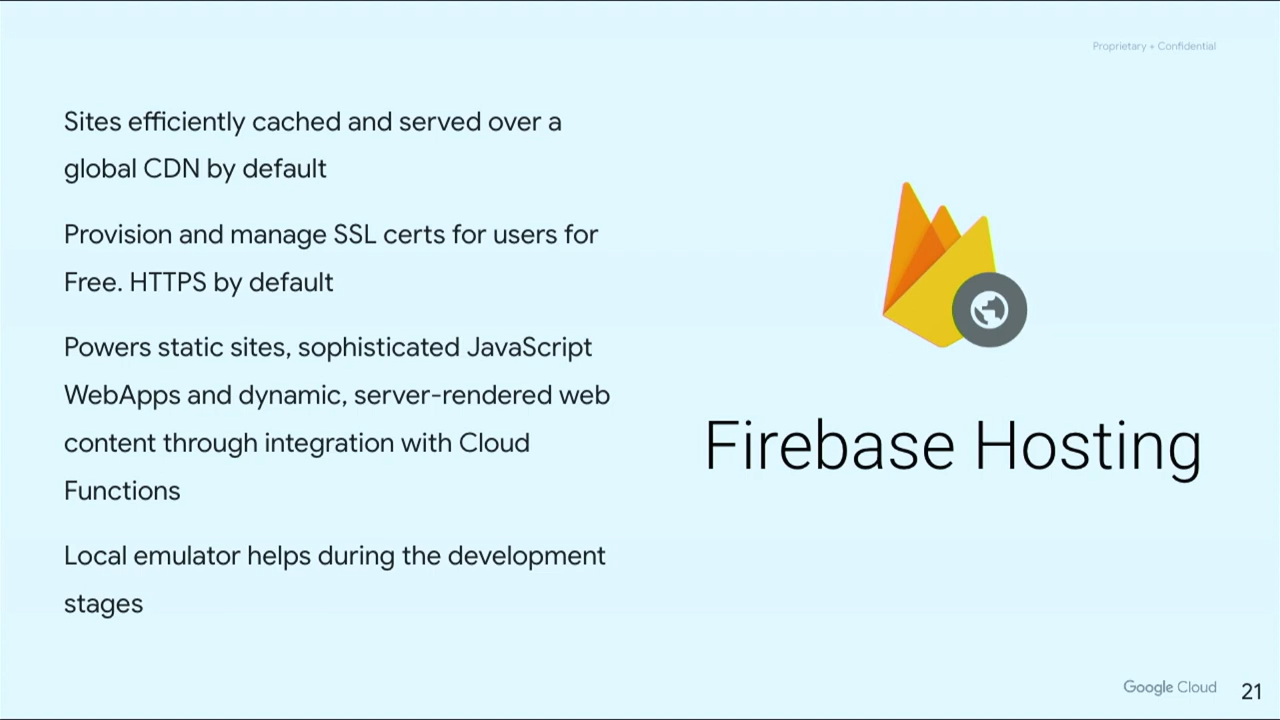 Proprietary + Confidential
Sites efficiently cached and served over a
global CDN by default
Provision and manage SSL certs for users for
Free. HTTPS by default
Powers static sites, sophisticated JavaScript
WebApps and dynamic, server-rendered web
content through integration with Cloud
Functions
Local emulator helps during the development
stages
Firebase Hosting
Google Cloud
21